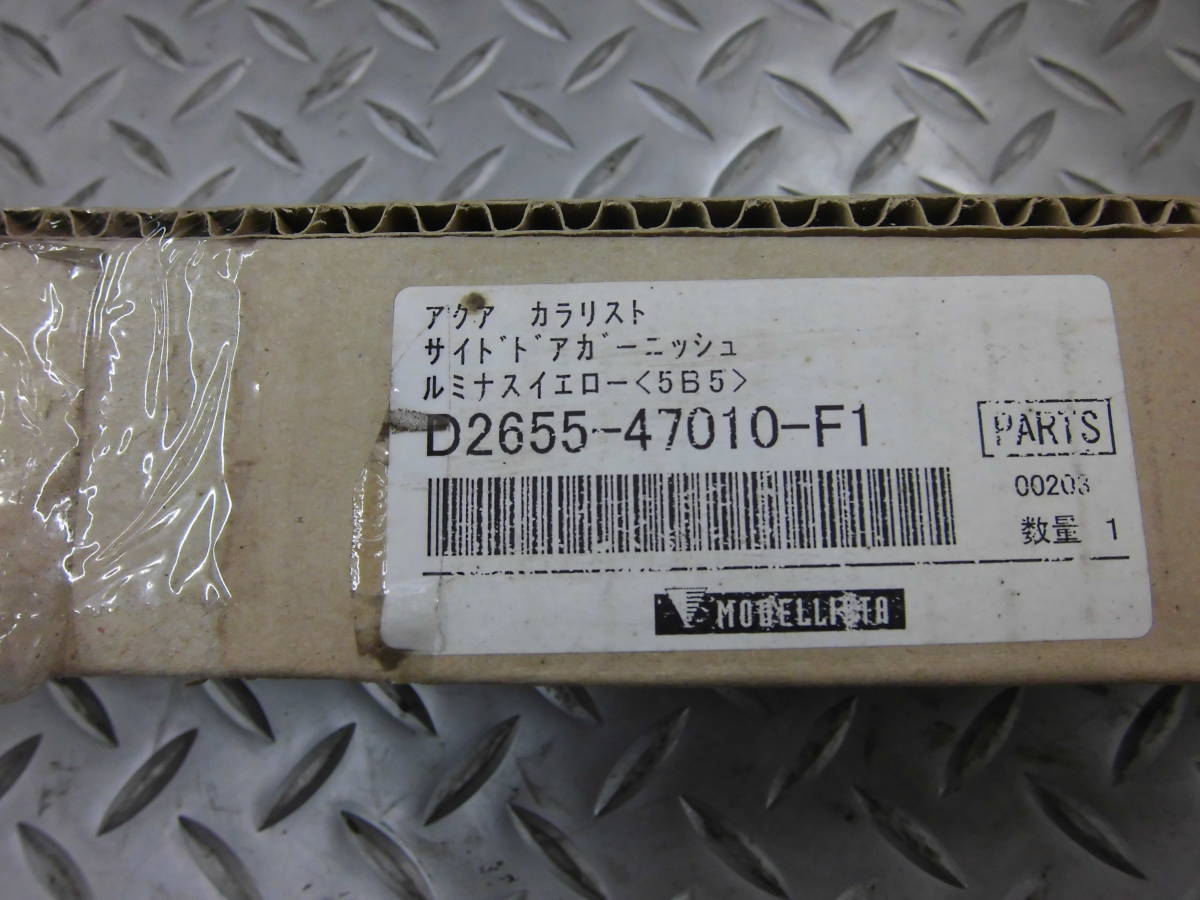 アクア カラリスト
サイドドアガーニッシュ
ルミナスイエロー<5B5>
D2655-47010-F1
PARTS
00203
数量 1
MODELLISTA